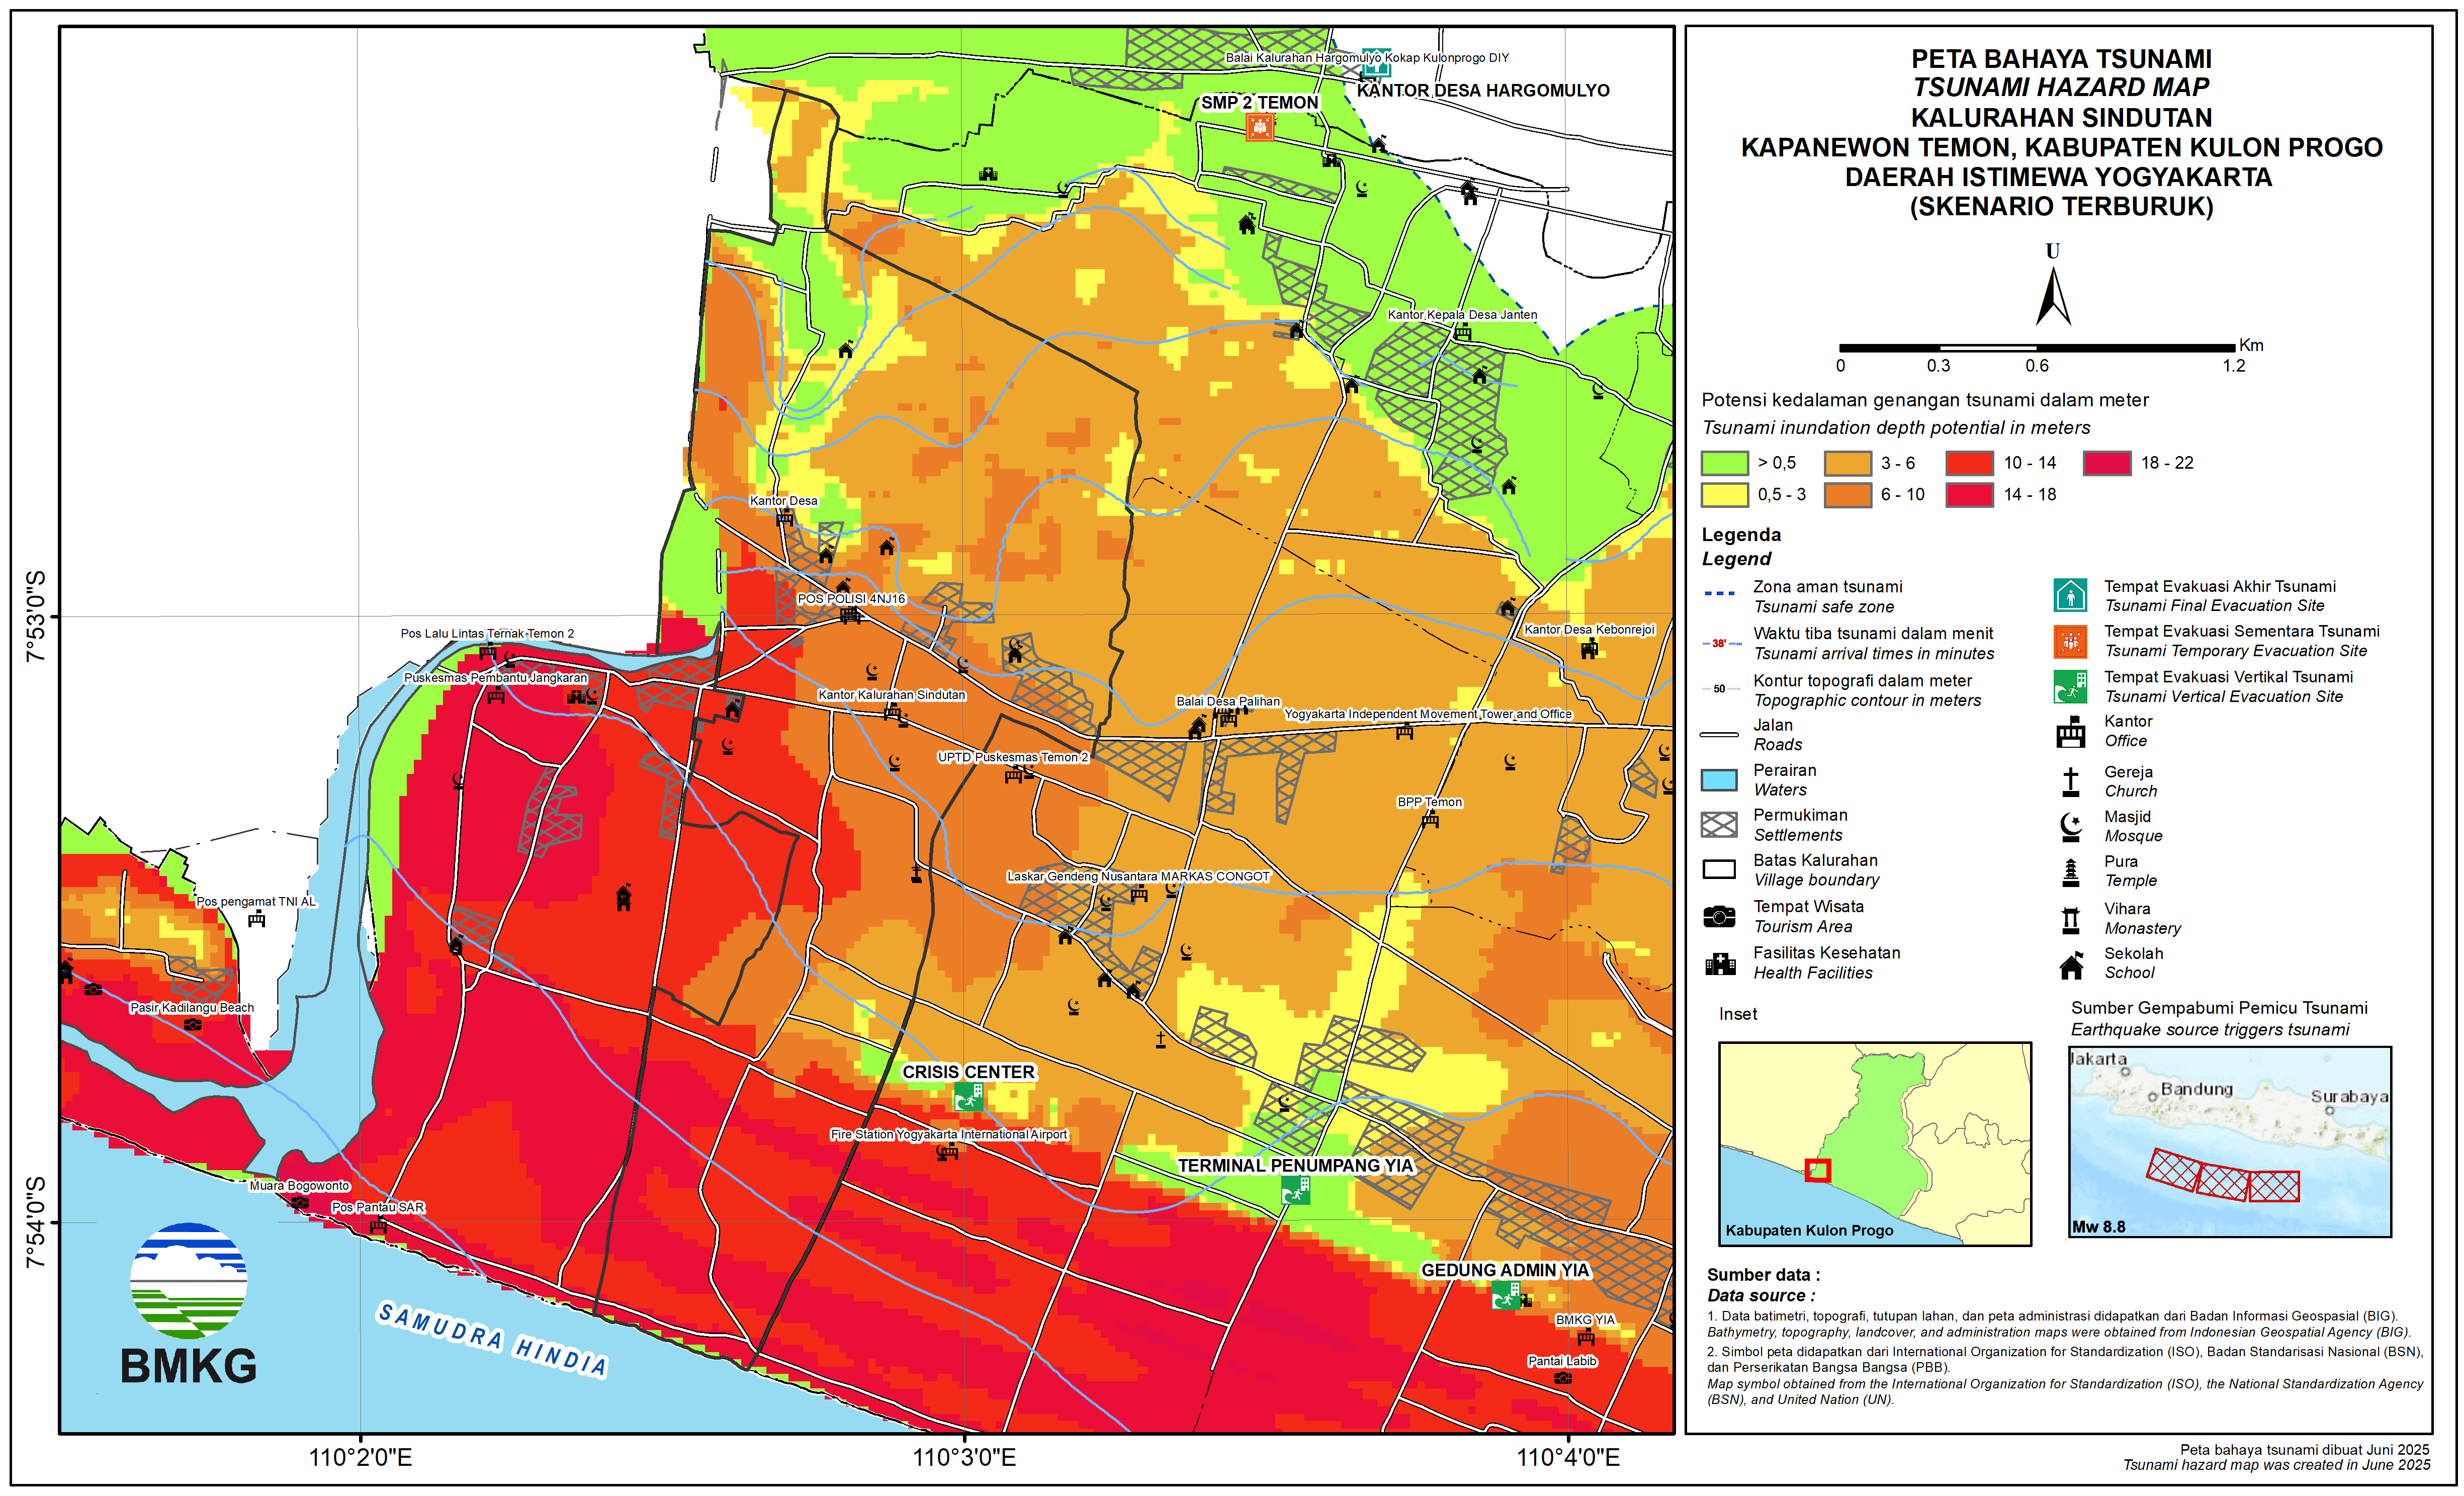 PETA BAHAYA TSUNAMI
TSUNAMI HAZARD MAP
KALURAHAN SINDUTAN
KAPANEWON TEMON, KABUPATEN KULON PROGO
DAERAH ISTIMEWA YOGYAKARTA
(SKENARIO TERBURUK)
U
Km
0 0.3 0.6 1.2
Potensi kedalaman genangan tsunami dalam meter
Tsunami inundation depth potential in meters
> 0,5 3 - 6 10 - 14 18 - 22
0,5 - 3 6 - 10 14 - 18
Legenda
Legend
Zona aman tsunami
Tsunami safe zone
38'
Waktu tiba tsunami dalam menit
Tsunami arrival times in minutes
50
Kontur topografi dalam meter
Topographic contour in meters
Jalan
Roads
Perairan
Waters
Permukiman
Settlements
Batas Kalurahan
Village boundary
Tempat Wisata
Tourism Area
Fasilitas Kesehatan
Health Facilities
Tempat Evakuasi Akhir Tsunami
Tsunami Final Evacuation Site
Tempat Evakuasi Sementara Tsunami
Tsunami Temporary Evacuation Site
Tempat Evakuasi Vertikal Tsunami
Tsunami Vertical Evacuation Site
Kantor
Office
Gereja
Church
Masjid
Mosque
Pura
Temple
Vihara
Monastery
Sekolah
School
Inset
Kabupaten Kulon Progo
Sumber Gempabumi Pemicu Tsunami
Earthquake source triggers tsunami
Jakarta
Bandung
Surabaya
Mw 8.8
Sumber data :
Data source :
1. Data batimetri, topografi, tutupan lahan, dan peta administrasi didapatkan dari Badan Informasi Geospasial (BIG).
Bathymetry, topography, landcover, and administration maps were obtained from Indonesian Geospatial Agency (BIG).
2. Simbol peta didapatkan dari International Organization for Standardization (ISO), Badan Standarisasi Nasional (BSN),
dan Perserikatan Bangsa Bangsa (PBB).
Map symbol obtained from the International Organization for Standardization (ISO), the National Standardization Agency
(BSN), and United Nation (UN).
Peta bahaya tsunami dibuat Juni 2025
Tsunami hazard map was created in June 2025
Balai Kalurahan Hargomulyo Kokap Kulonprogo DIY
KANTOR DESA HARGOMULYO
SMP 2 TEMON
Kantor Kepala Desa Janten
Kantor Desa
POS POLISI 4NJ16
Pos Lalu Lintas Ternak Temon 2
Kantor Desa Kebonrejoi
Puskesmas Pembantu Jangkaran
Kantor Kalurahan Sindutan
Balai Desa Palihan
Yogyakarta Independent Movement Tower and Office
UPTD Puskesmas Temon 2
BPP Temon
Laskar Gendeng Nusantara MARKAS CONGOT
Pos pengamat TNI AL
Pasir Kadilangu Beach
CRISIS CENTER
Fire Station Yogyakarta International Airport
TERMINAL PENUMPANG YIA
Muara Bogowonto
Pos Pantau SAR
GEDUNG ADMIN YIA
BMKG YIA
Pantai Labib
SAMUDRA HINDIA
BMKG
7°53'0"S
7°54'0"S
110°2'0"E 110°3'0"E 110°4'0"E